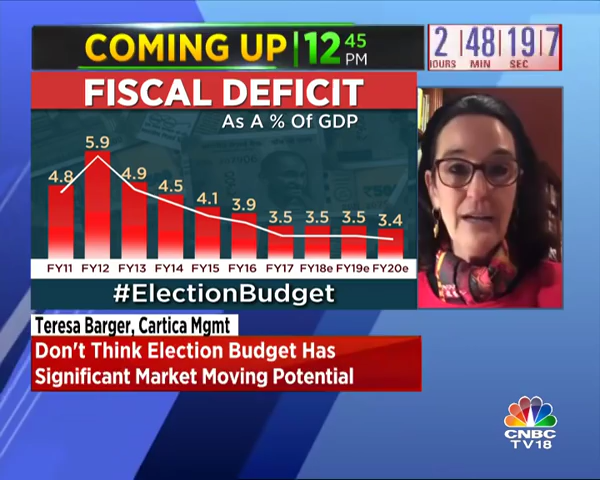 COMING UP 12 45 PM
2 48 19 7
HOURS MIN SEC
FISCAL DEFICIT
As A % Of GDP
4.8 5.9 4.9 4.5 4.1 3.9 3.5 3.5 3.5 3.4
FY11 FY12 FY13 FY14 FY15 FY16 FY17 FY18e FY19e FY20e
#ElectionBudget
Teresa Barger, Cartica Mgmt
Don't Think Election Budget Has
Significant Market Moving Potential
CNBC
TV18